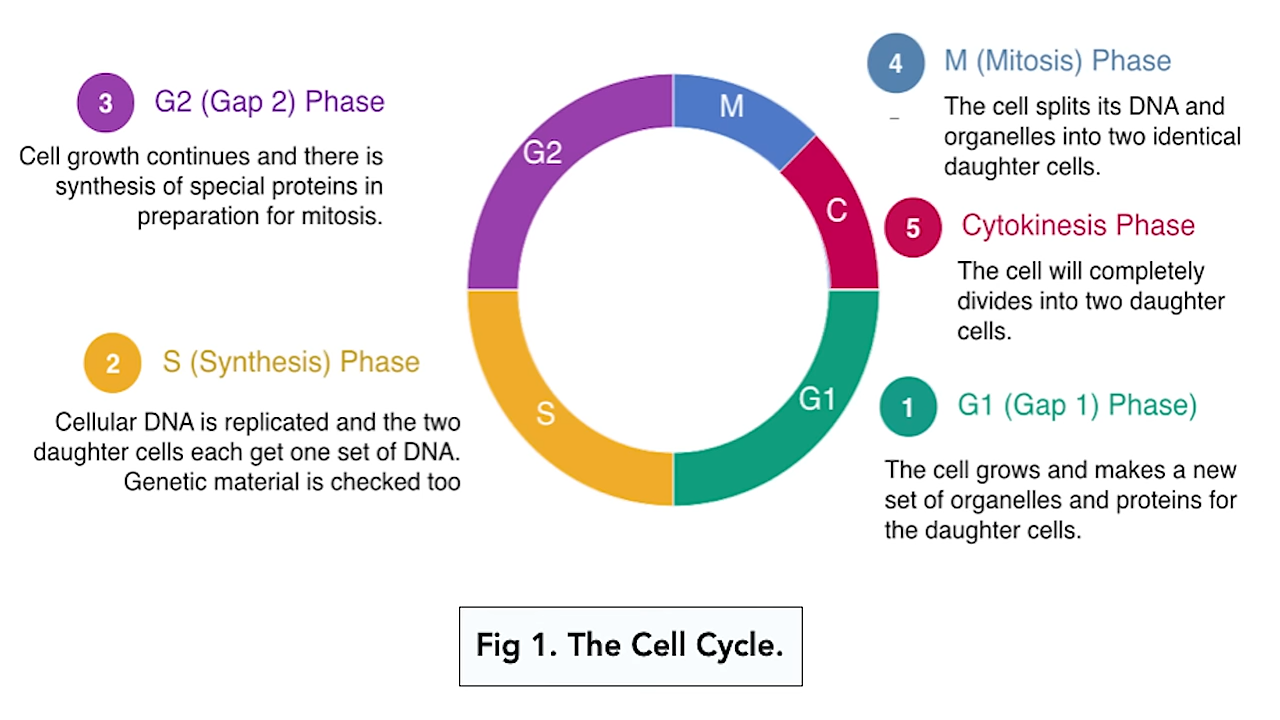 3
G2 (Gap 2) Phase
Cell growth continues and there is
synthesis of special proteins in
preparation for mitosis.
2
S (Synthesis) Phase
Cellular DNA is replicated and the two
daughter cells each get one set of DNA.
Genetic material is checked too
M
G2
C
S
G1
4
M (Mitosis) Phase
–
The cell splits its DNA and
organelles into two identical
daughter cells.
5
Cytokinesis Phase
The cell will completely
divides into two daughter
cells.
1
G1 (Gap 1) Phase)
The cell grows and makes a new
set of organelles and proteins for
the daughter cells.
Fig 1. The Cell Cycle.